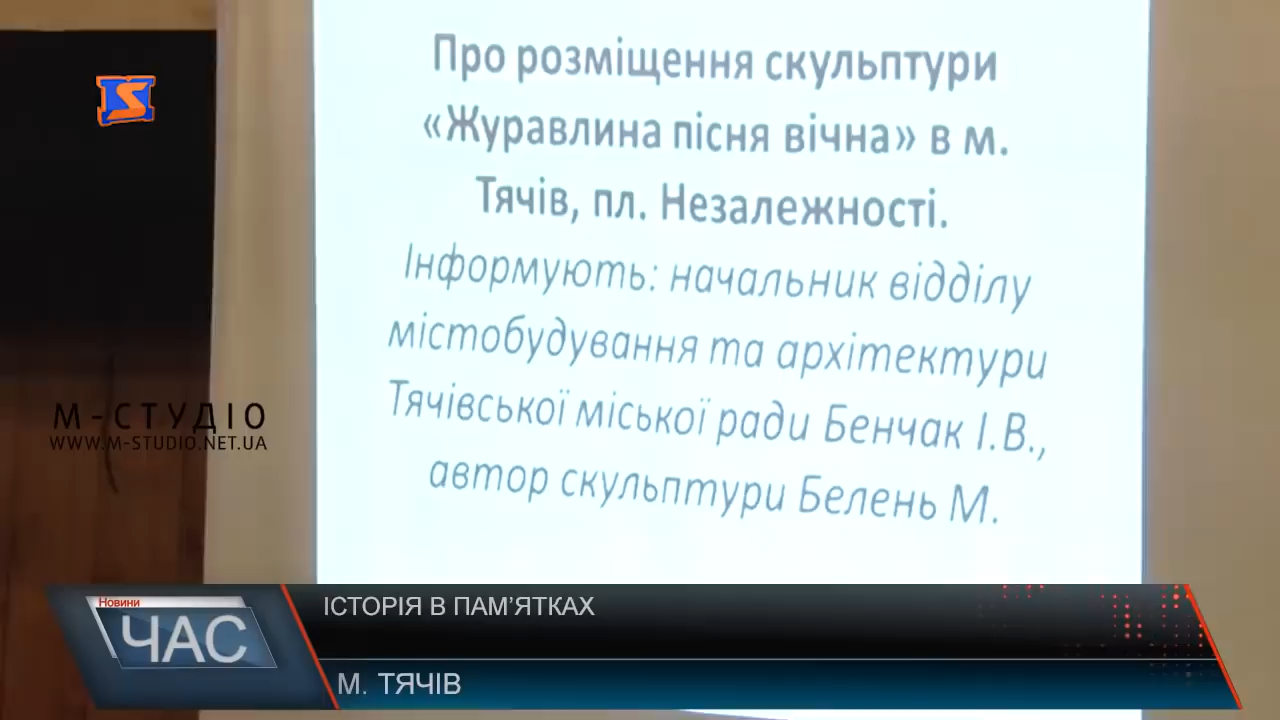 Про розміщення скульптури
«Журавлина пісня вічна» в м.
Тячів, пл. Незалежності.
Інформують: начальник відділу
містобудування та архітектури
Тячівської міської ради Бенчак І.В.,
автор скульптури Белень М.
М-СТУДІО
WWW.M-STUDIO.NET.UA
Новини
ЧАС
ІСТОРІЯ В ПАМ’ЯТКАХ
М. ТЯЧІВ